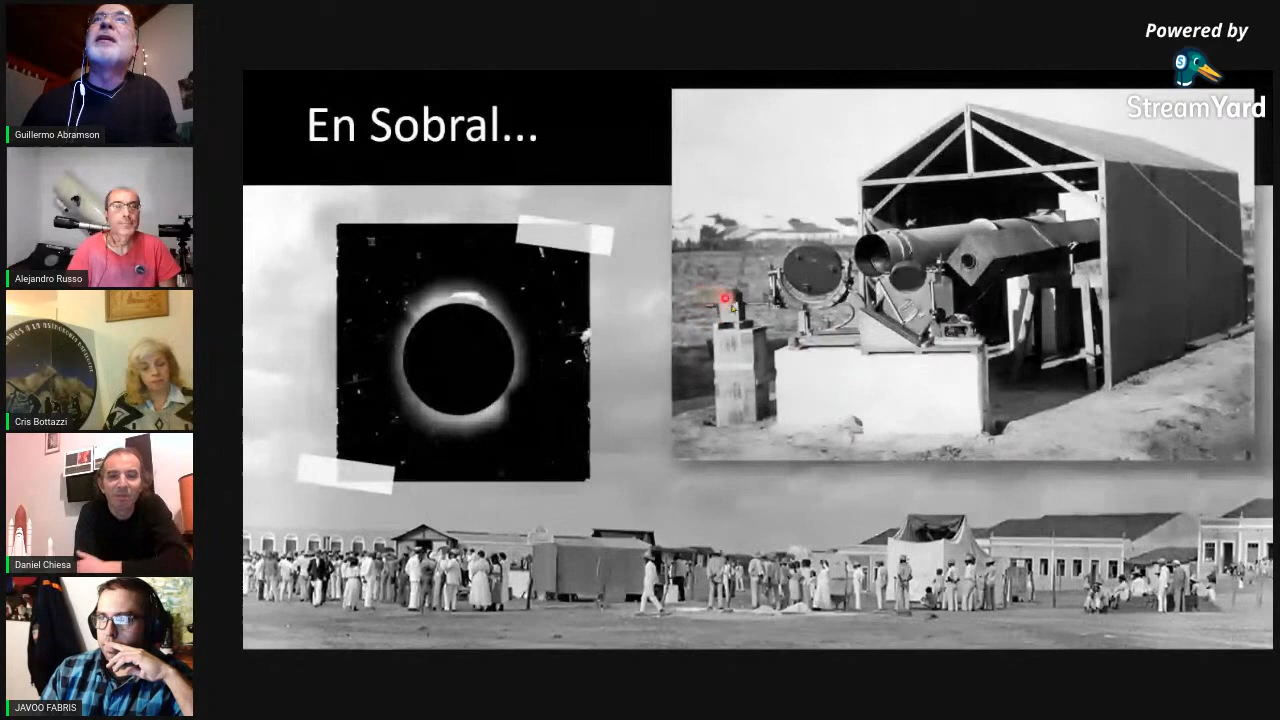 Powered by
StreamYard
En Sobral...
Guillermo Abramson
Alejandro Russo
Cris Bottazzi
Daniel Chiesa
JAVOO FABRIS